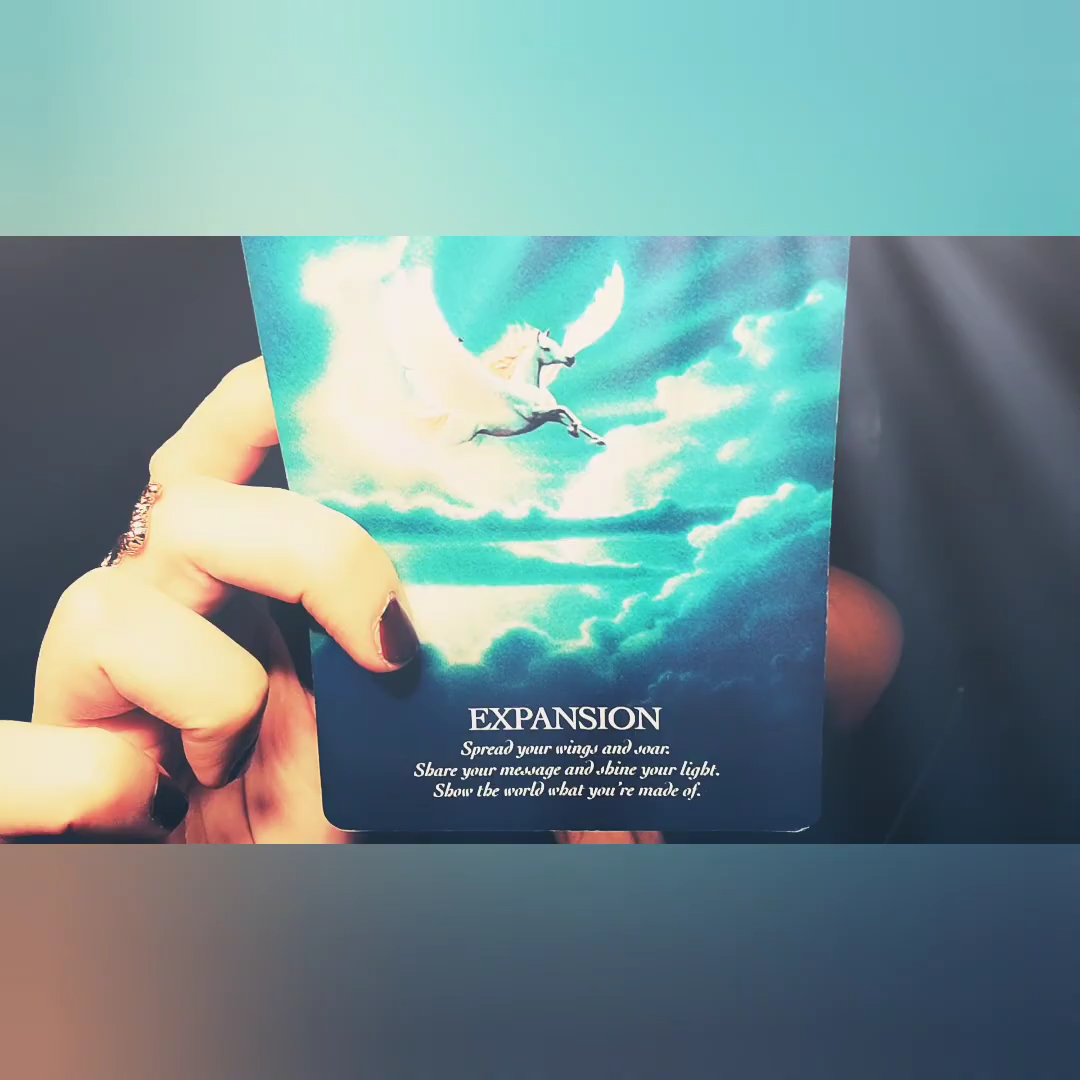 EXPANSION
Spread your wings and soar.
Share your message and shine your light.
Show the world what you're made of.